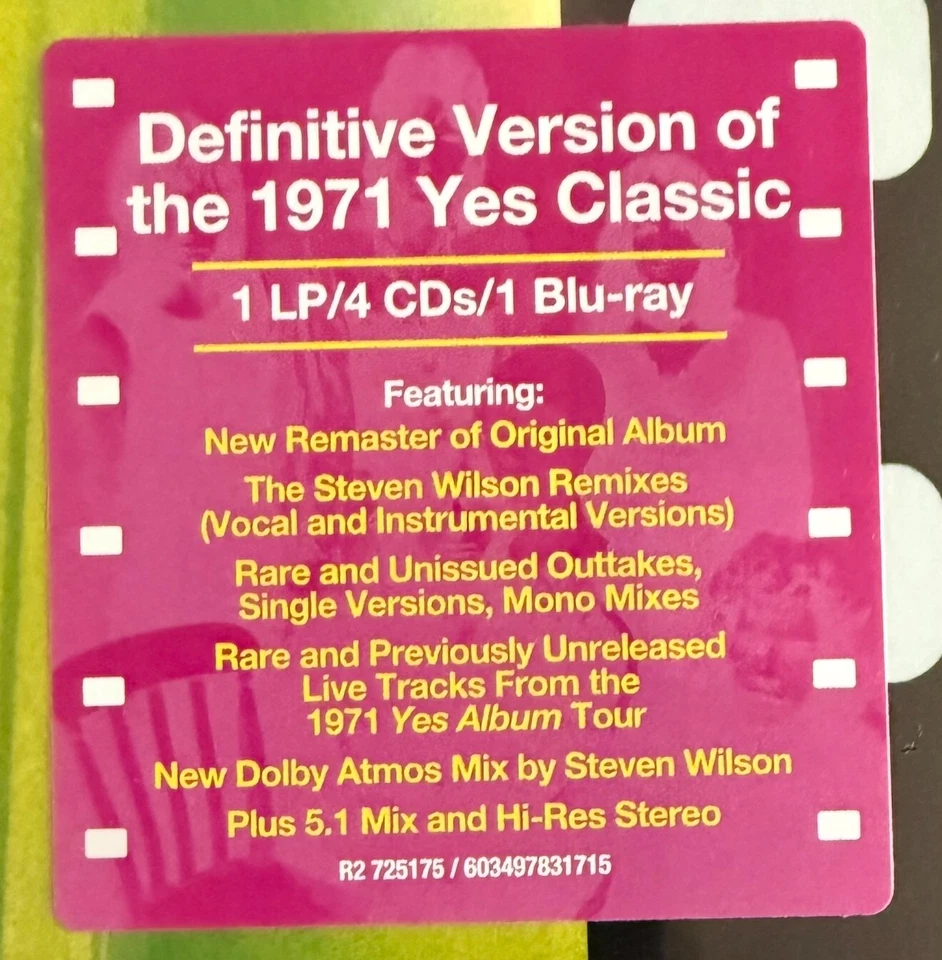 Definitive Version of
the 1971 Yes Classic
1 LP/4 CDs/1 Blu-ray
Featuring:
New Remaster of Original Album
The Steven Wilson Remixes
(Vocal and Instrumental Versions)
Rare and Unissued Outtakes,
Single Versions, Mono Mixes
Rare and Previously Unreleased
Live Tracks From the
1971 Yes Album Tour
New Dolby Atmos Mix by Steven Wilson
Plus 5.1 Mix and Hi-Res Stereo
R2 725175 / 603497831715